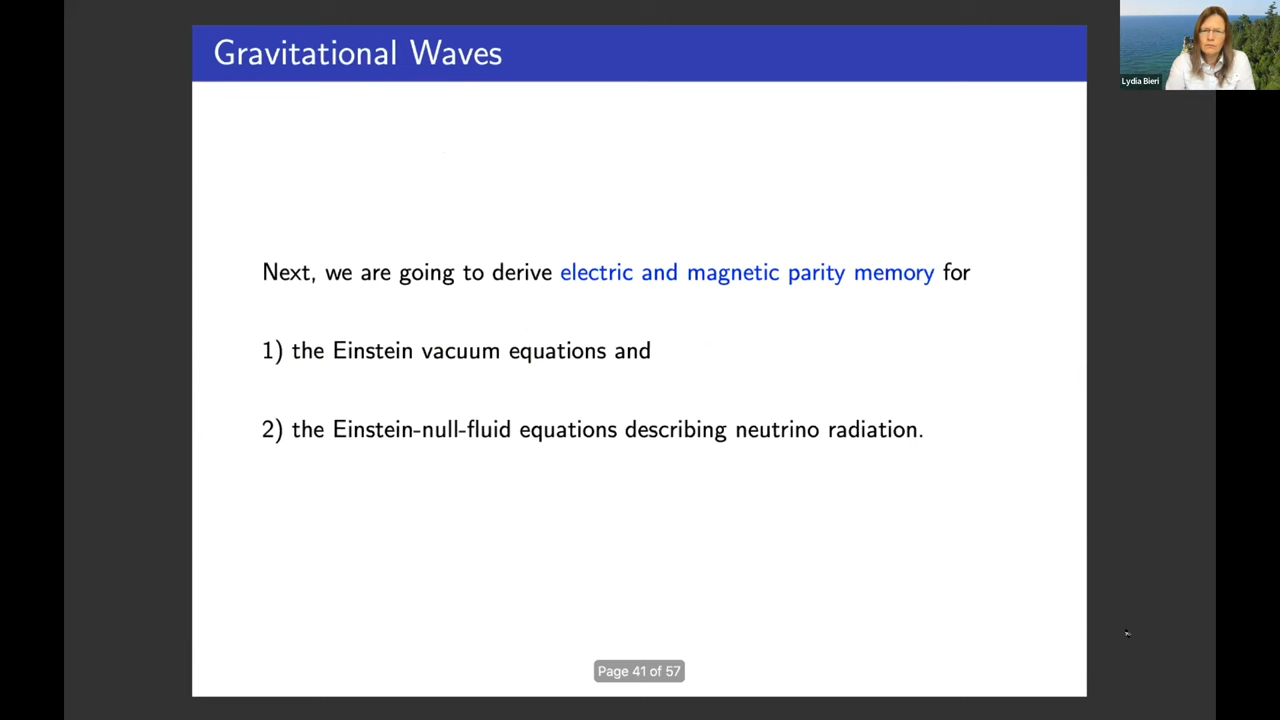 Gravitational Waves
Lydia Bieri
Next, we are going to derive electric and magnetic parity memory for
1) the Einstein vacuum equations and
2) the Einstein-null-fluid equations describing neutrino radiation.
Page 41 of 57